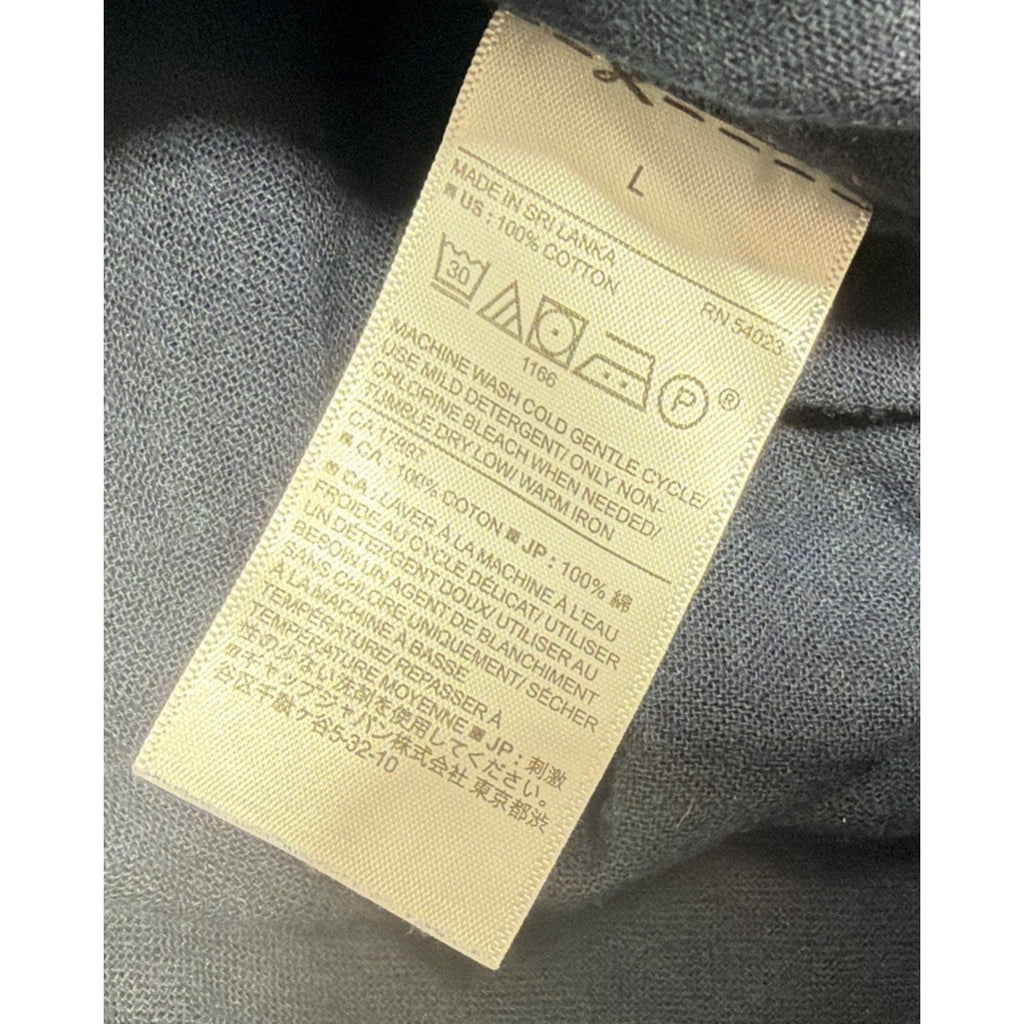 L
MADE IN SRI LANKA
RN 54023
US : 100% COTTON
30
P ®
1166
MACHINE WASH COLD GENTLE CYCLE/
USE MILD DETERGENT/ ONLY NON-
CHLORINE BLEACH WHEN NEEDED/
TUMBLE DRY LOW/ WARM IRON
CA 17897
CA : 100% COTON JP : 100% 綿
CA : LAVER À LA MACHINE À L'EAU
FROIDE AU CYCLE DÉLICAT/ UTILISER
UN DÉTERGENT DOUX/ UTILISER AU
BESOIN UN AGENT DE BLANCHIMENT
SANS CHLORE UNIQUEMENT/ SÉCHER
À LA MACHINE À BASSE
TEMPÉRATURE/ REPASSER À
TEMPÉRATURE MOYENNE JP : 刺激
性の少ない洗剤を使用してください。
ギャップジャパン株式会社 東京都渋
谷区千駄ヶ谷5-32-10